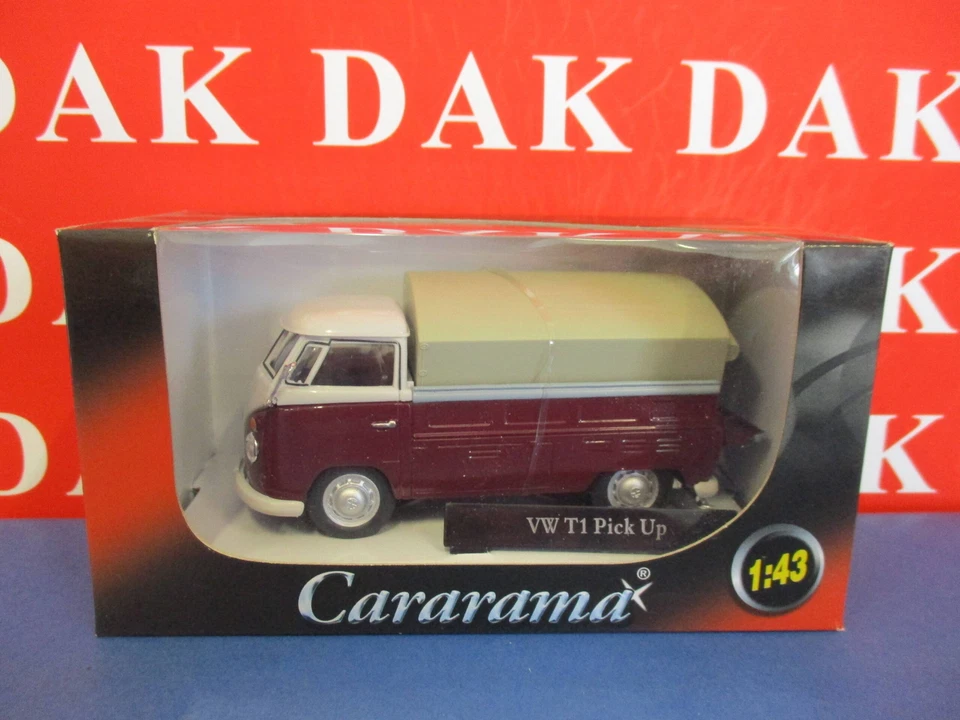 DAK DAK DAK
VW T1 Pick Up
Cararama®
1:43